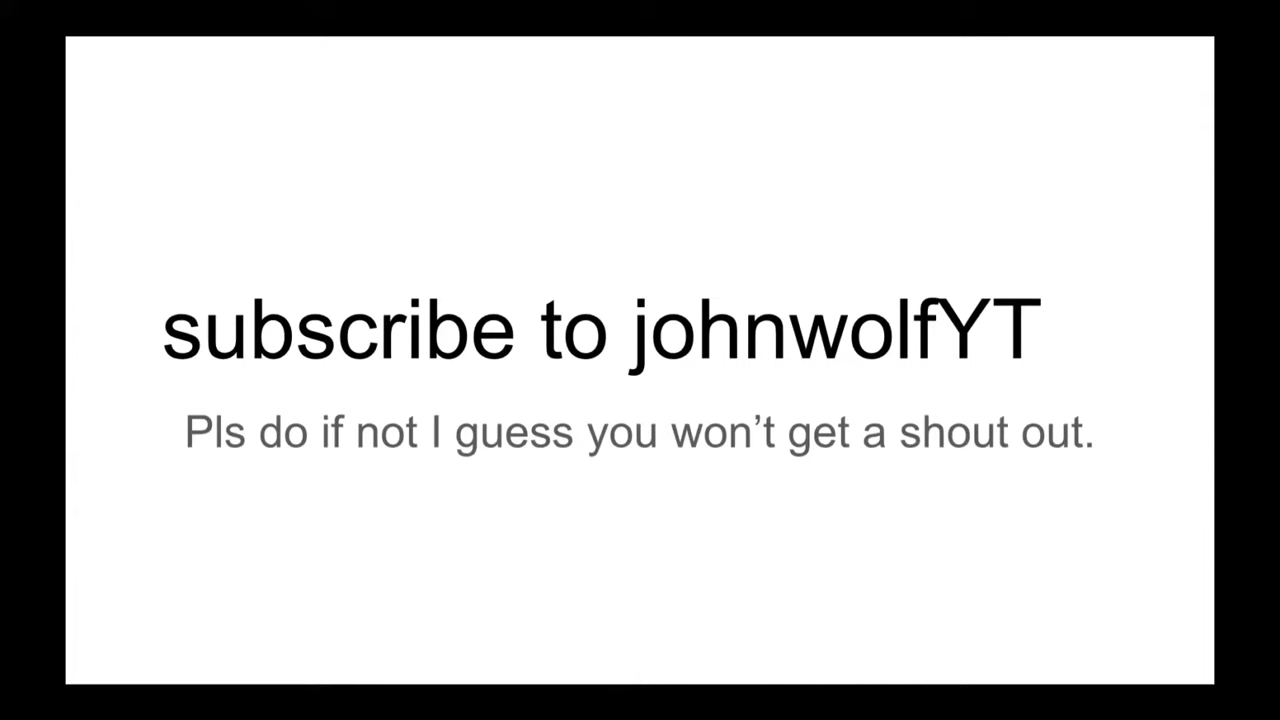 subscribe to johnwolfYT
Pls do if not I guess you won’t get a shout out.